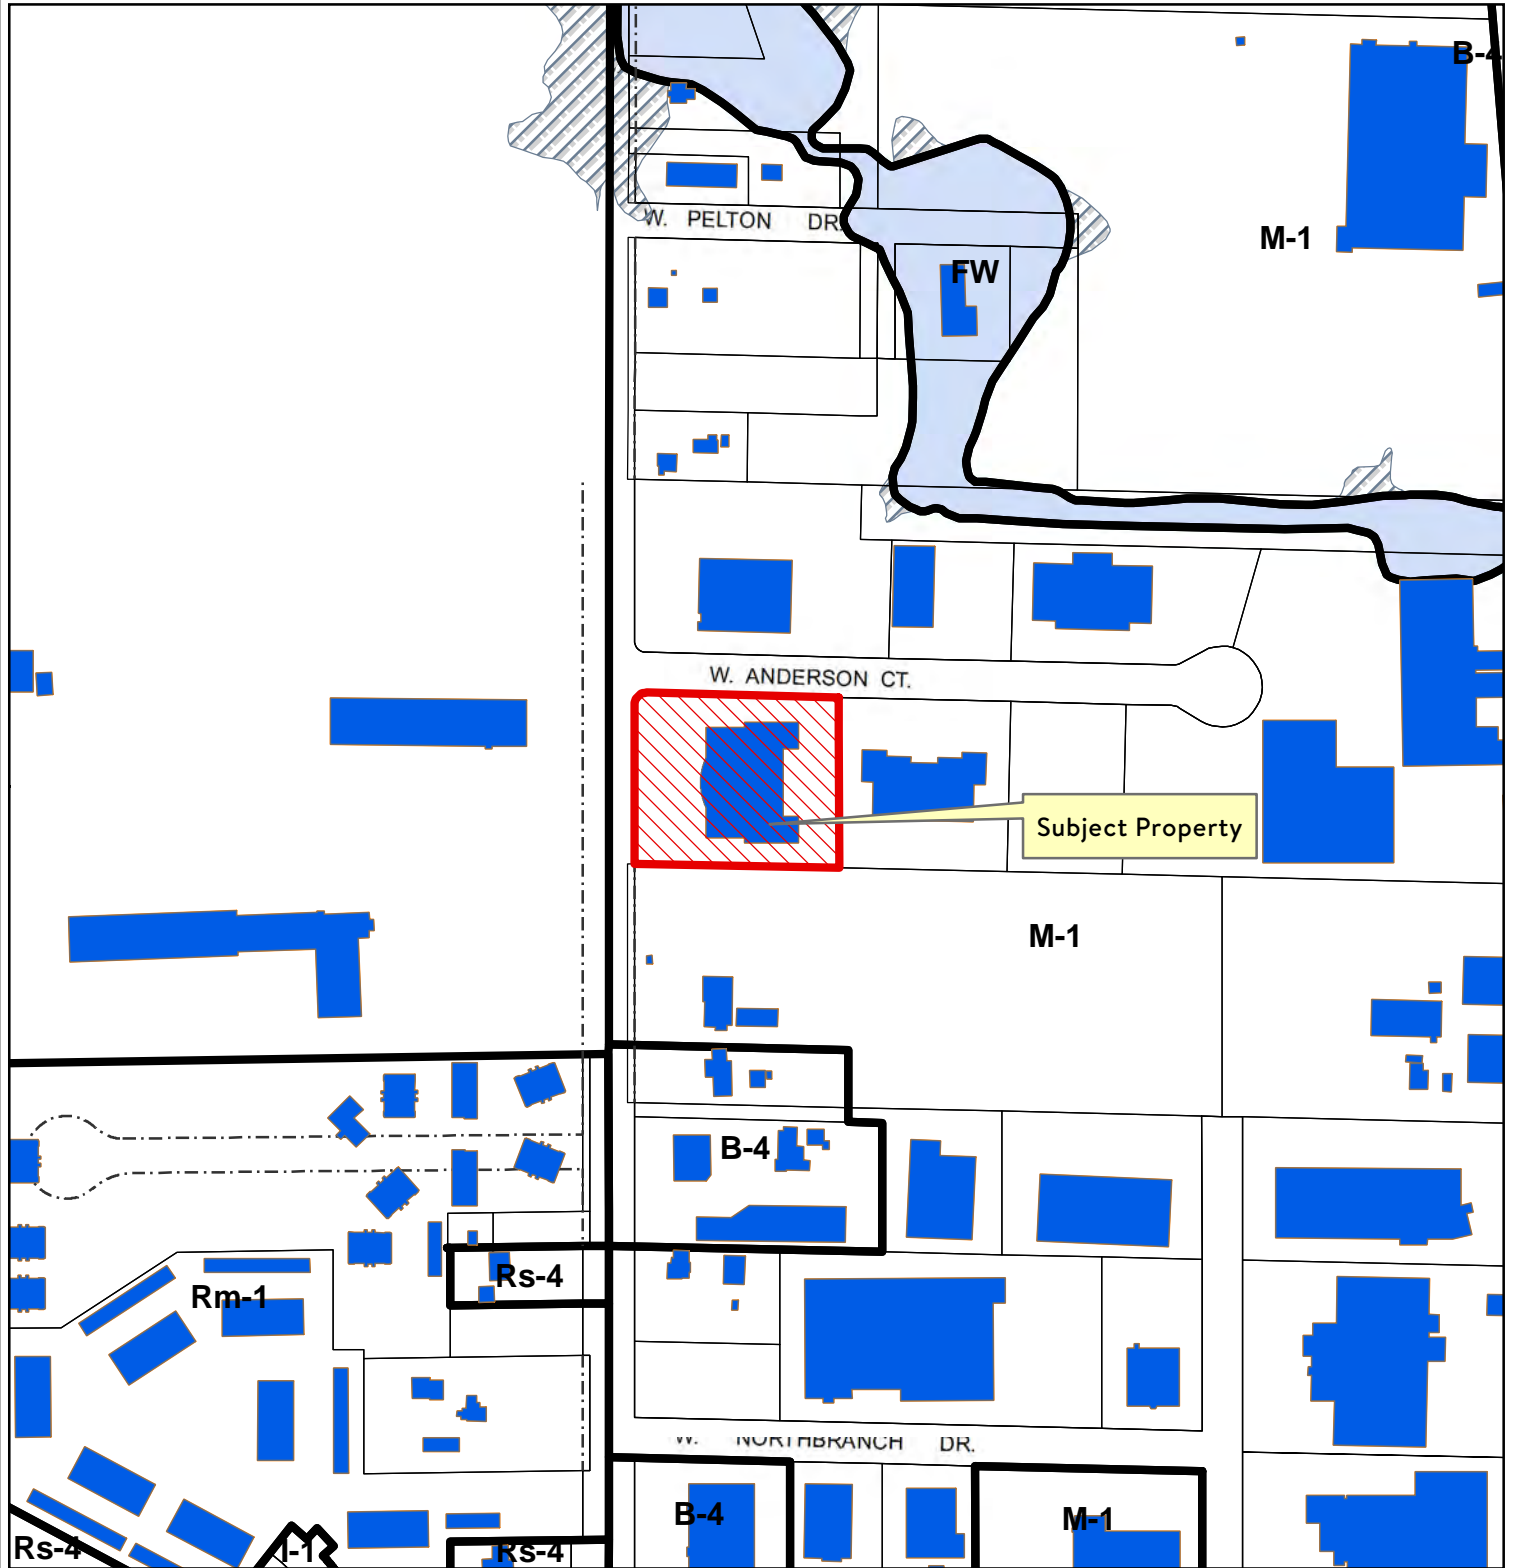 B-4
W. PELTON DR.
M-1
FW
W. ANDERSON CT.
Subject Property
M-1
B-4
Rs-4
Rm-1
W. NORTHBRANCH DR.
B-4
M-1
Rs-4
I-1
Rs-4